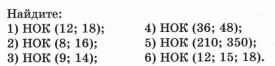 Найдите:
1) НОК (12; 18); 4) НОК (36; 48);
2) НОК (8; 16); 5) НОК (210; 350);
3) НОК (9; 14); 6) НОК (12; 15; 18).